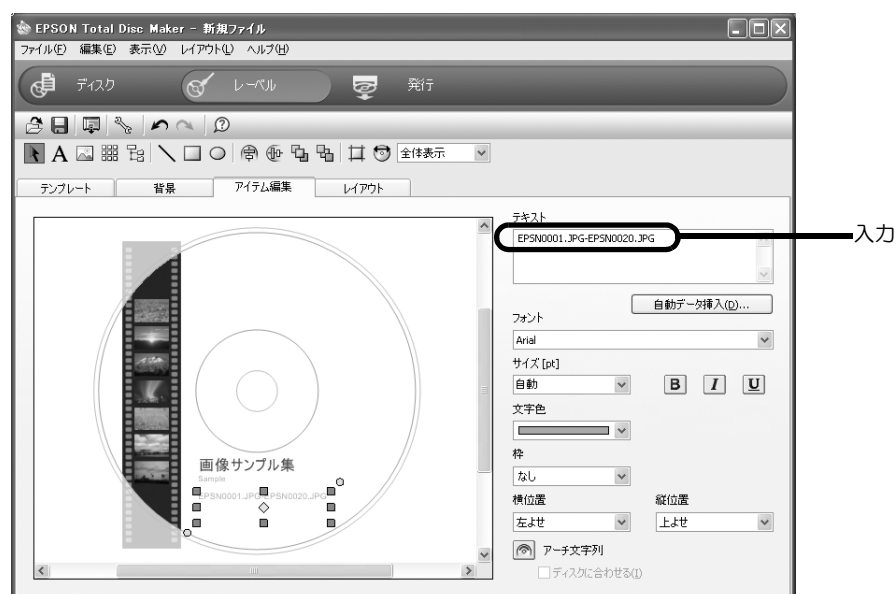 EPSON Total Disc Maker - 新規ファイル
ファイル(F) 編集(E) 表示(V) レイアウト(L) ヘルプ(H)
ディスク レーベル 発行
A 全体表示
テンプレート 背景 アイテム編集 レイアウト
テキスト
EPSN0001.JPG-EPSN0020.JPG
入力
自動データ挿入(D)...
フォント
Arial
サイズ [pt]
自動 B I U
文字色
枠
なし
横位置 縦位置
左よせ 上よせ
アーチ文字列
ディスクに合わせる(I)
画像サンプル集
Sample
EPSN0001.JPG-EPSN0020.JPG